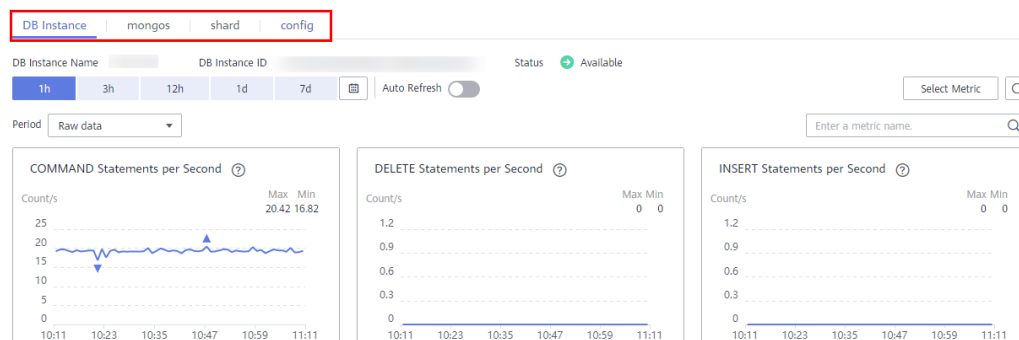 DB Instance mongos shard config
DB Instance Name DB Instance ID Status Available
1h 3h 12h 1d 7d Auto Refresh Select Metric
Period Raw data Enter a metric name.
COMMAND Statements per Second ?
Count/s Max Min
20.42 16.82
25
20
15
10
5
0
10:11 10:23 10:35 10:47 10:59 11:11
DELETE Statements per Second ?
Count/s Max Min
0 0
1.2
0.9
0.6
0.3
0
10:11 10:23 10:35 10:47 10:59 11:11
INSERT Statements per Second ?
Count/s Max Min
0 0
1.2
0.9
0.6
0.3
0
10:11 10:23 10:35 10:47 10:59 11:11